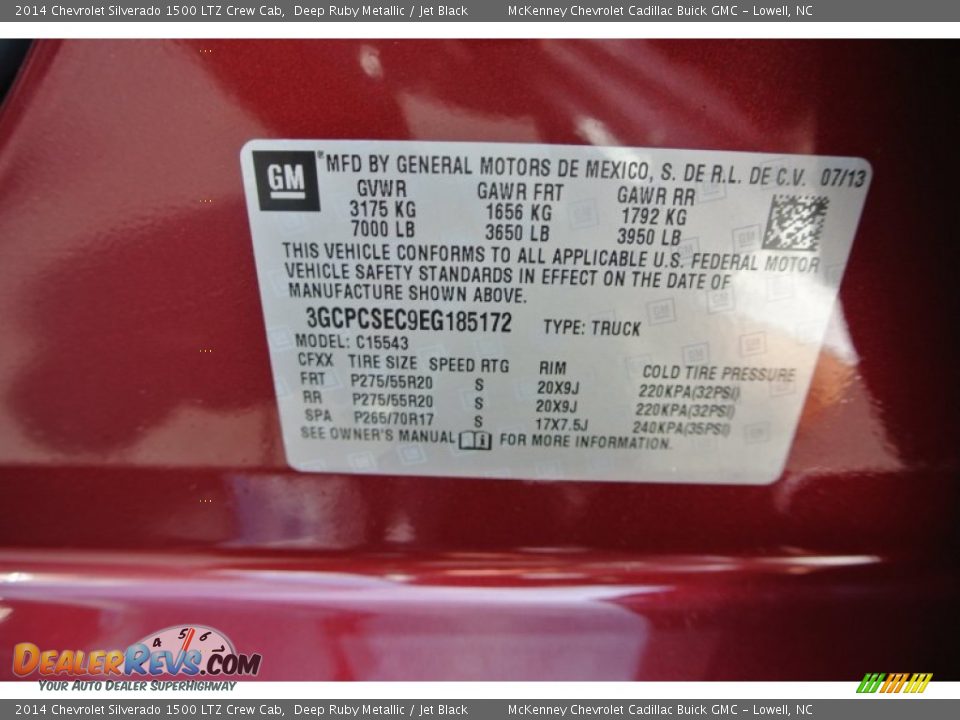 2014 Chevrolet Silverado 1500 LTZ Crew Cab, Deep Ruby Metallic / Jet Black McKenney Chevrolet Cadillac Buick GMC - Lowell, NC
GM MFD BY GENERAL MOTORS DE MEXICO, S. DE R.L. DE C.V. 07/13
GVWR GAWR FRT GAWR RR
3175 KG 1656 KG 1792 KG
7000 LB 3650 LB 3950 LB
THIS VEHICLE CONFORMS TO ALL APPLICABLE U.S. FEDERAL MOTOR
VEHICLE SAFETY STANDARDS IN EFFECT ON THE DATE OF
MANUFACTURE SHOWN ABOVE.
3GCPCSEC9EG185172 TYPE: TRUCK
MODEL: C15543
CFXX TIRE SIZE SPEED RTG RIM COLD TIRE PRESSURE
FRT P275/55R20 S 20X9J 220KPA(32PSI)
RR P275/55R20 S 20X9J 220KPA(32PSI)
SPA P265/70R17 S 17X7.5J 240KPA(35PSI)
SEE OWNER'S MANUAL FOR MORE INFORMATION.
4 5 6
DealerRevs.com
Your Auto Dealer SuperHighway
2014 Chevrolet Silverado 1500 LTZ Crew Cab, Deep Ruby Metallic / Jet Black McKenney Chevrolet Cadillac Buick GMC - Lowell, NC